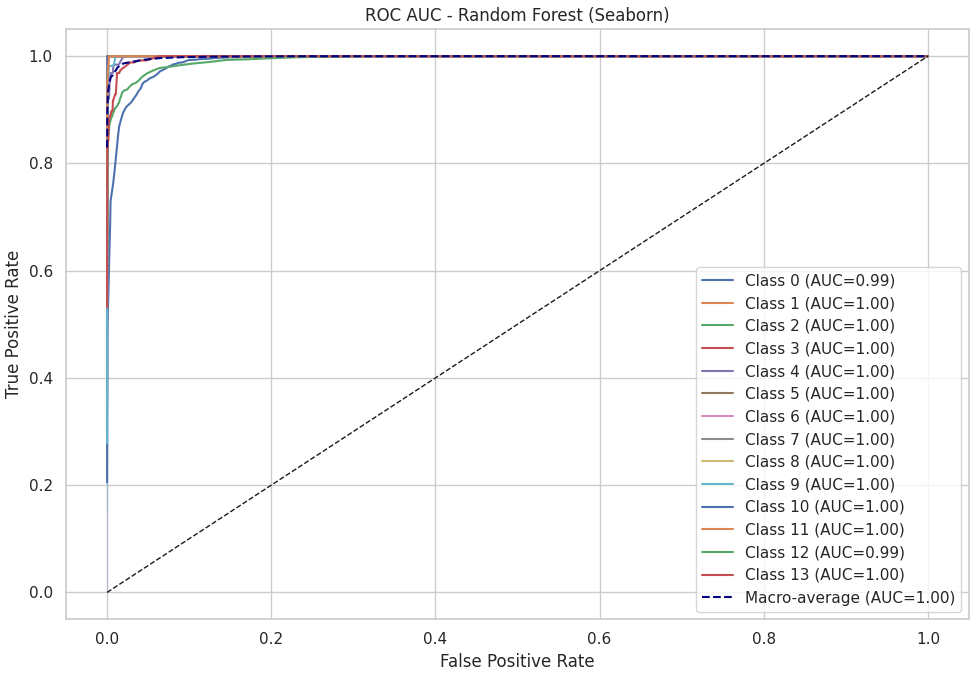 ROC AUC - Random Forest (Seaborn)
1.0
0.8
0.6
0.4
0.2
0.0
True Positive Rate
Class 0 (AUC=0.99)
Class 1 (AUC=1.00)
Class 2 (AUC=1.00)
Class 3 (AUC=1.00)
Class 4 (AUC=1.00)
Class 5 (AUC=1.00)
Class 6 (AUC=1.00)
Class 7 (AUC=1.00)
Class 8 (AUC=1.00)
Class 9 (AUC=1.00)
Class 10 (AUC=1.00)
Class 11 (AUC=1.00)
Class 12 (AUC=0.99)
Class 13 (AUC=1.00)
Macro-average (AUC=1.00)
0.0 0.2 0.4 0.6 0.8 1.0
False Positive Rate